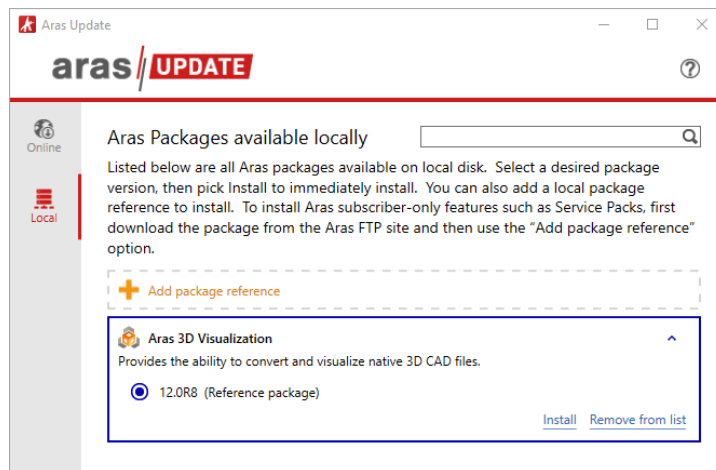 Aras Update
aras UPDATE
Online
Local
Aras Packages available locally
Listed below are all Aras packages available on local disk. Select a desired package
version, then pick Install to immediately install. You can also add a local package
reference to install. To install Aras subscriber-only features such as Service Packs, first
download the package from the Aras FTP site and then use the “Add package reference”
option.
Add package reference
Aras 3D Visualization
Provides the ability to convert and visualize native 3D CAD files.
12.0R8 (Reference package)
Install Remove from list